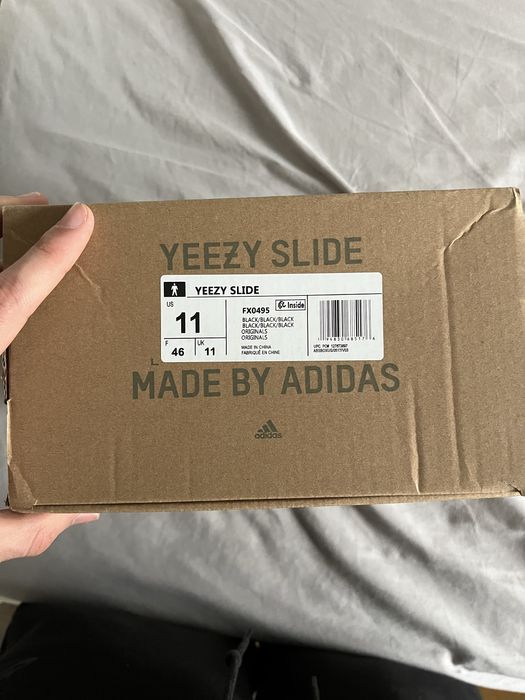 YEEZY SLIDE
YEEZY SLIDE
US
11
F
46
UK
11
FX0495
Inside
BLACK/BLACK/BLACK
BLACK/BLACK/BLACK
ORIGINALS
ORIGINALS
MADE IN CHINA
FABRIQUÉ EN CHINE
L
MADE BY ADIDAS
adidas